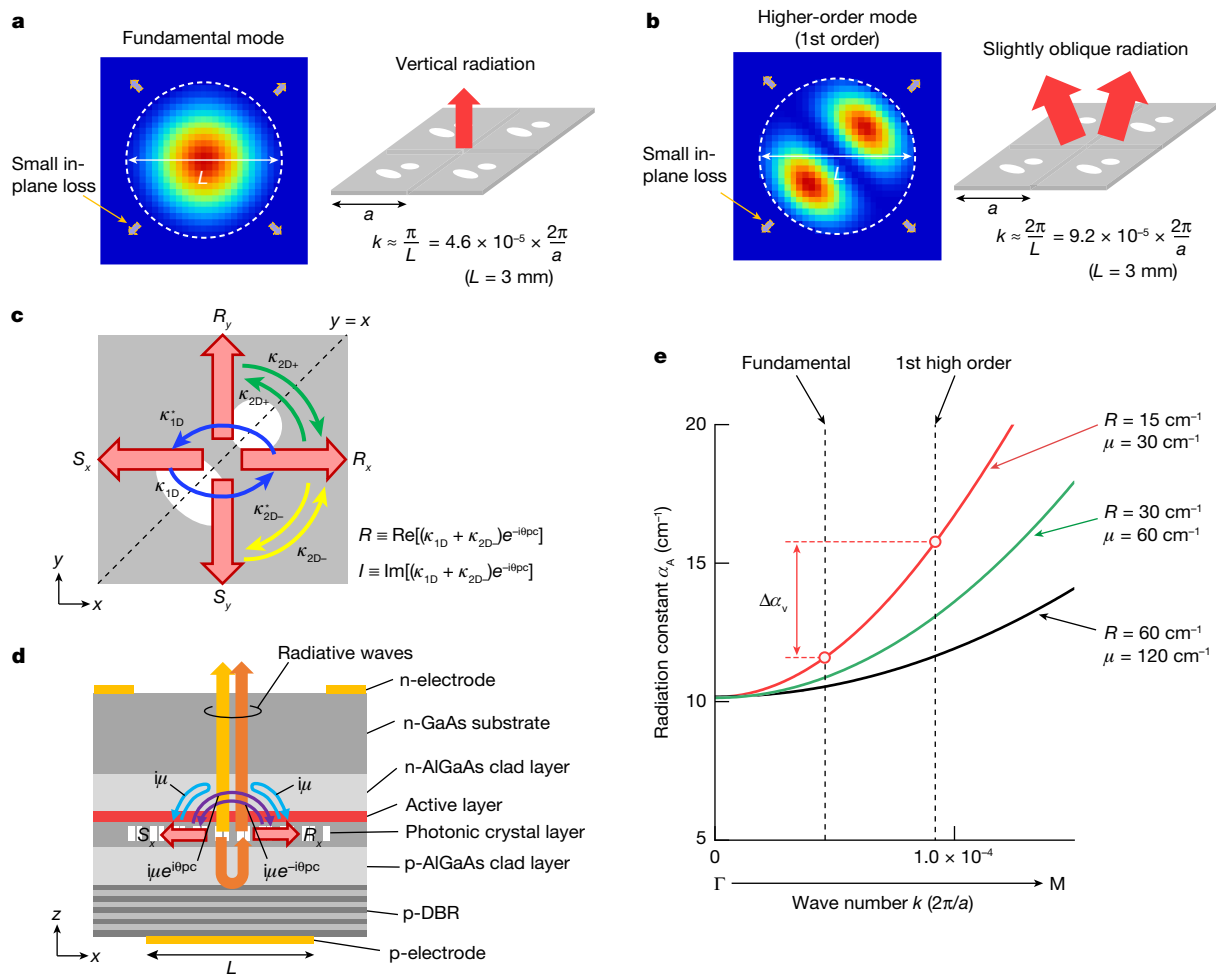 a
Fundamental mode
Vertical radiation
Small in-
plane loss
L
a
k ≈ π/L = 4.6 × 10⁻⁵ × 2π/a
(L = 3 mm)
b
Higher-order mode
(1st order)
Slightly oblique radiation
Small in-
plane loss
L
a
k ≈ 2π/L = 9.2 × 10⁻⁵ × 2π/a
(L = 3 mm)
c
R_y
y = x
κ_2D+
κ_2D+
κ*_1D
S_x
R_x
κ_1D
κ*_2D–
κ_2D–
R ≡ Re[(κ_1D + κ_2D–)e^–iθpc]
I ≡ Im[(κ_1D + κ_2D–)e^–iθpc]
y
x
S_y
d
Radiative waves
n-electrode
n-GaAs substrate
iμ
iμ
n-AlGaAs clad layer
Active layer
S_x
R_x
Photonic crystal layer
iμe^iθpc
iμe^–iθpc
p-AlGaAs clad layer
p-DBR
z
x
p-electrode
L
e
Fundamental
1st high order
20
15
10
5
Radiation constant α_A (cm⁻¹)
Δα_v
R = 15 cm⁻¹
μ = 30 cm⁻¹
R = 30 cm⁻¹
μ = 60 cm⁻¹
R = 60 cm⁻¹
μ = 120 cm⁻¹
0
1.0 × 10⁻⁴
Γ
M
Wave number k (2π/a)